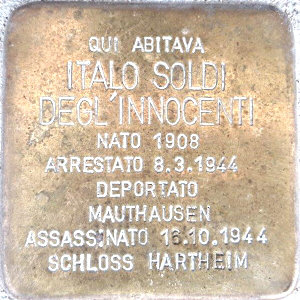 QUI ABITAVA
ITALO SOLDI
DEGL'INNOCENTI
NATO 1908
ARRESTATO 8.3.1944
DEPORTATO
MAUTHAUSEN
ASSASSINATO 16.10.1944
SCHLOSS HARTHEIM